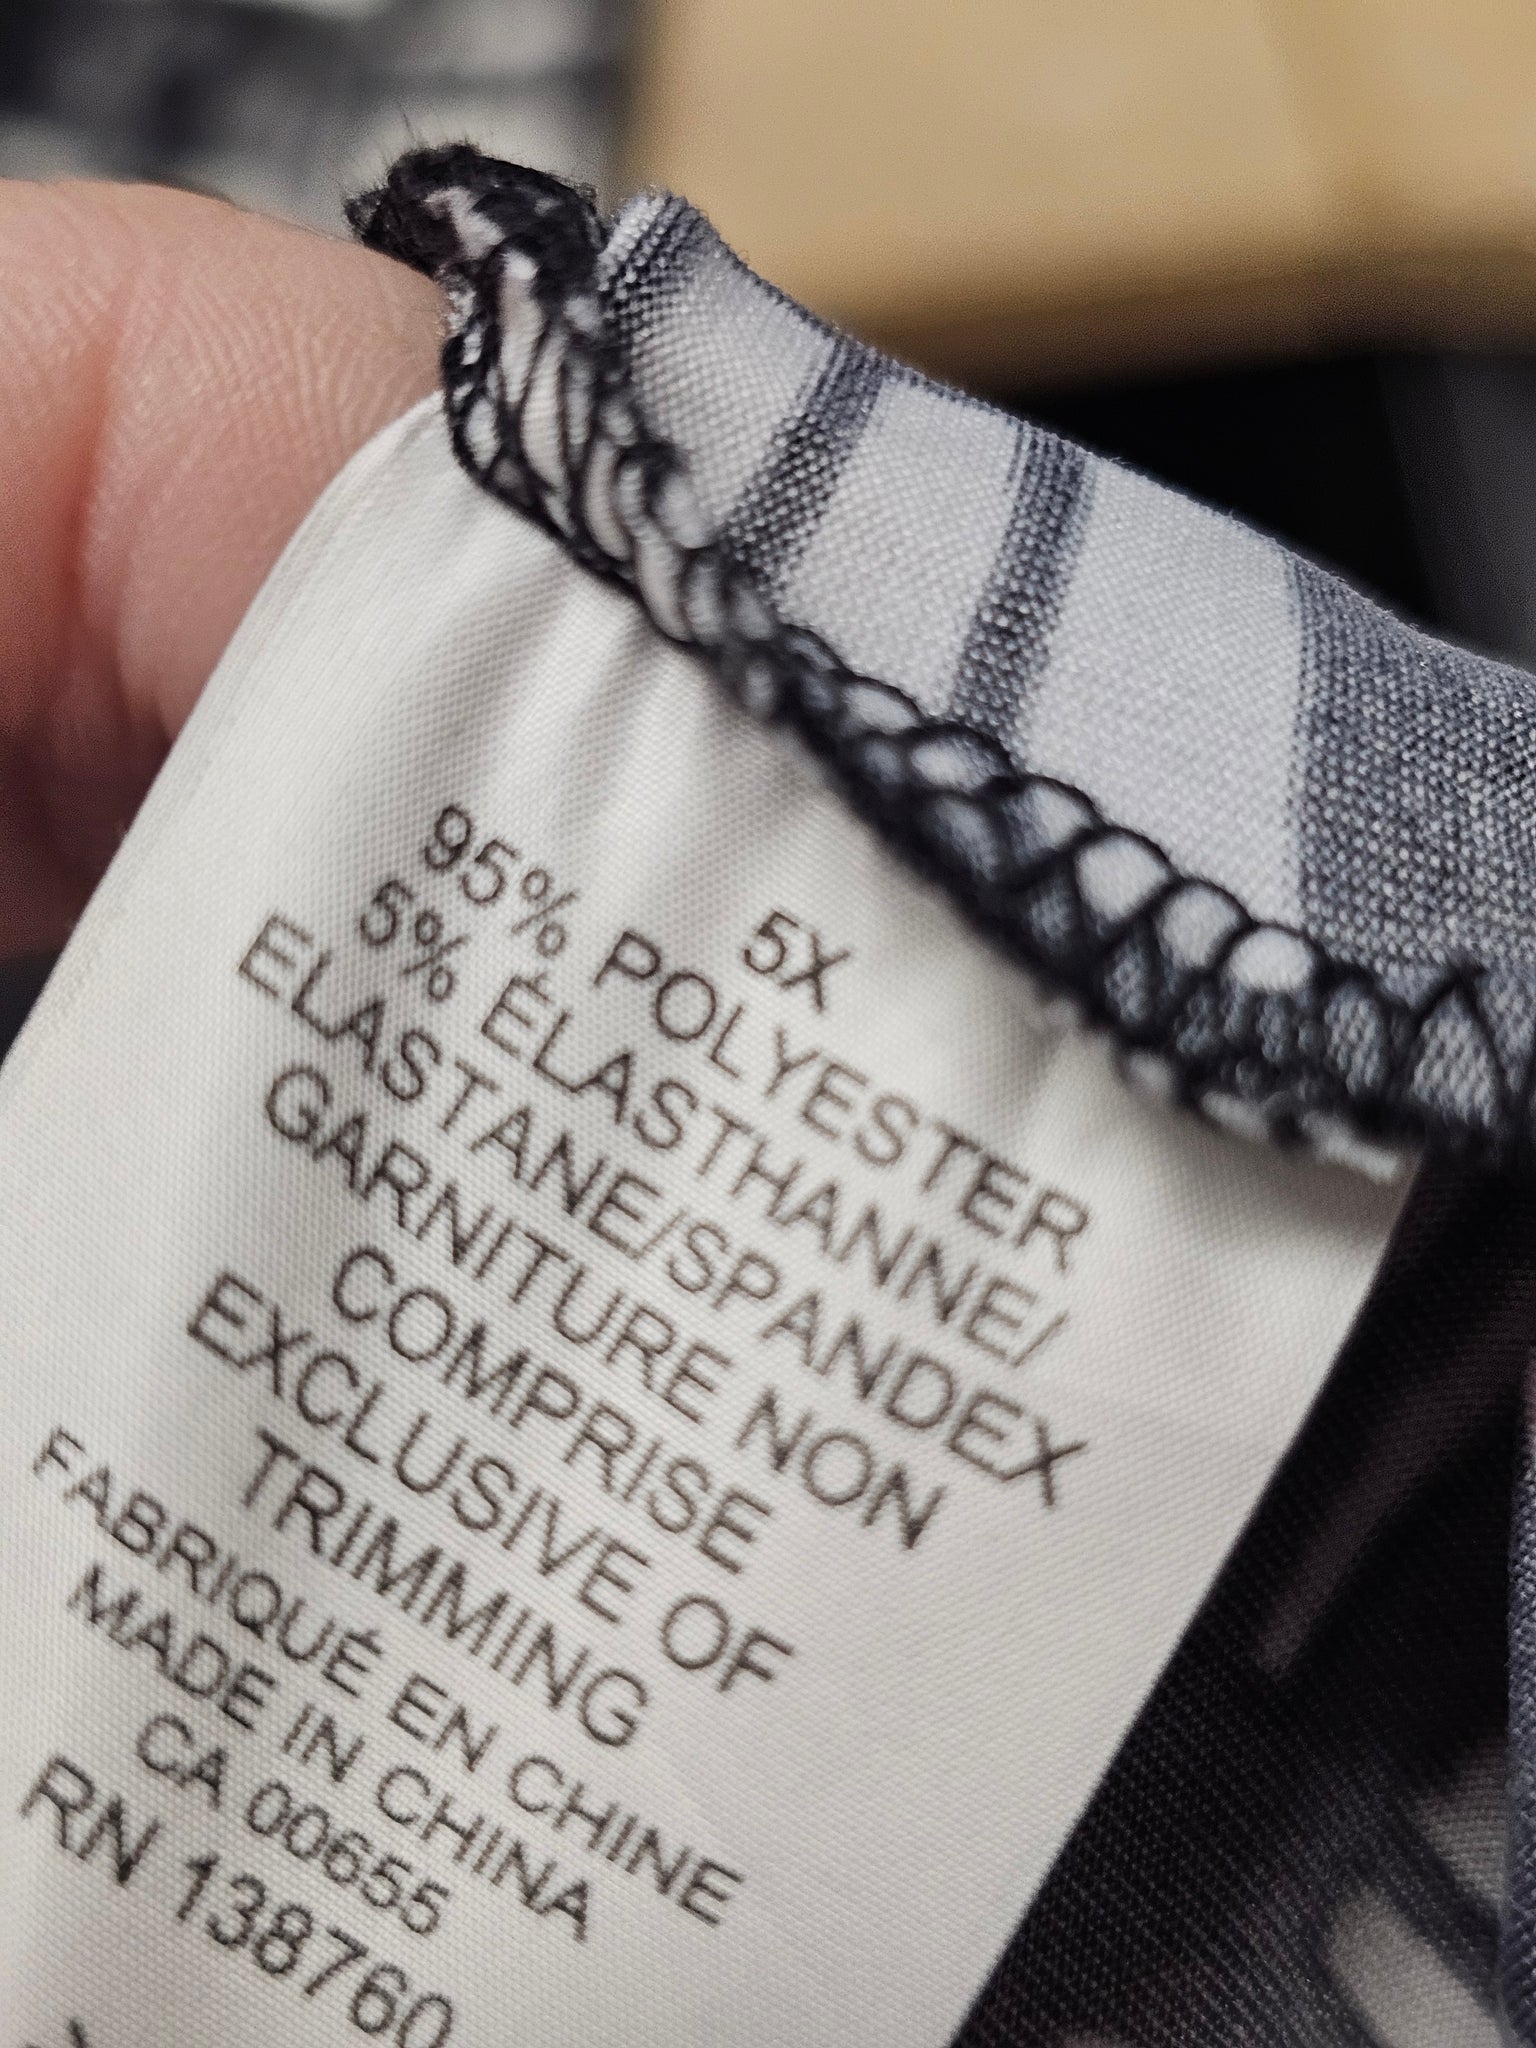 5X
95% POLYESTER
5% ÉLASTHANNE/
ELASTANE/SPANDEX
GARNITURE NON
COMPRISE
EXCLUSIVE OF
TRIMMING
FABRIQUÉ EN CHINE
MADE IN CHINA
CA 00655
RN 138760